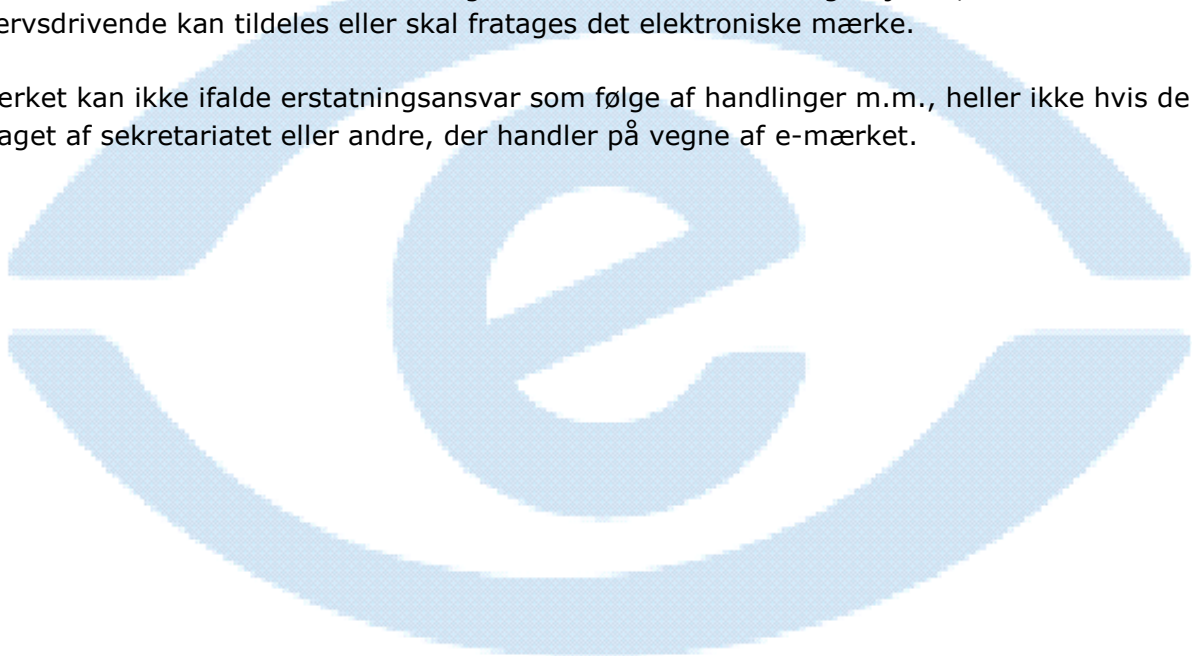 ervsdrivende kan tildeles eller skal fratages det elektroniske mærke.
erket kan ikke ifalde erstatningsansvar som følge af handlinger m.m., heller ikke hvis de
aget af sekretariatet eller andre, der handler på vegne af e-mærket.
e